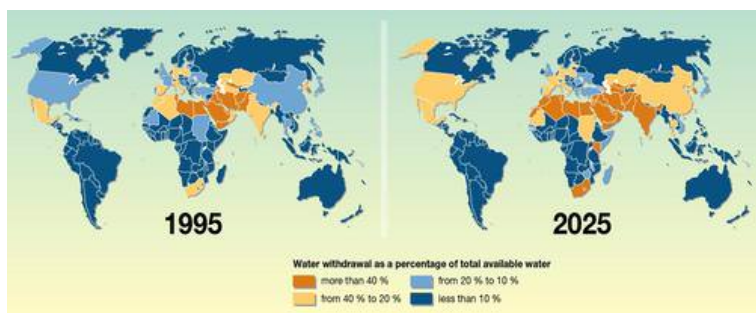 1995
2025
Water withdrawal as a percentage of total available water
more than 40 %
from 20 % to 10 %
from 40 % to 20 %
less than 10 %